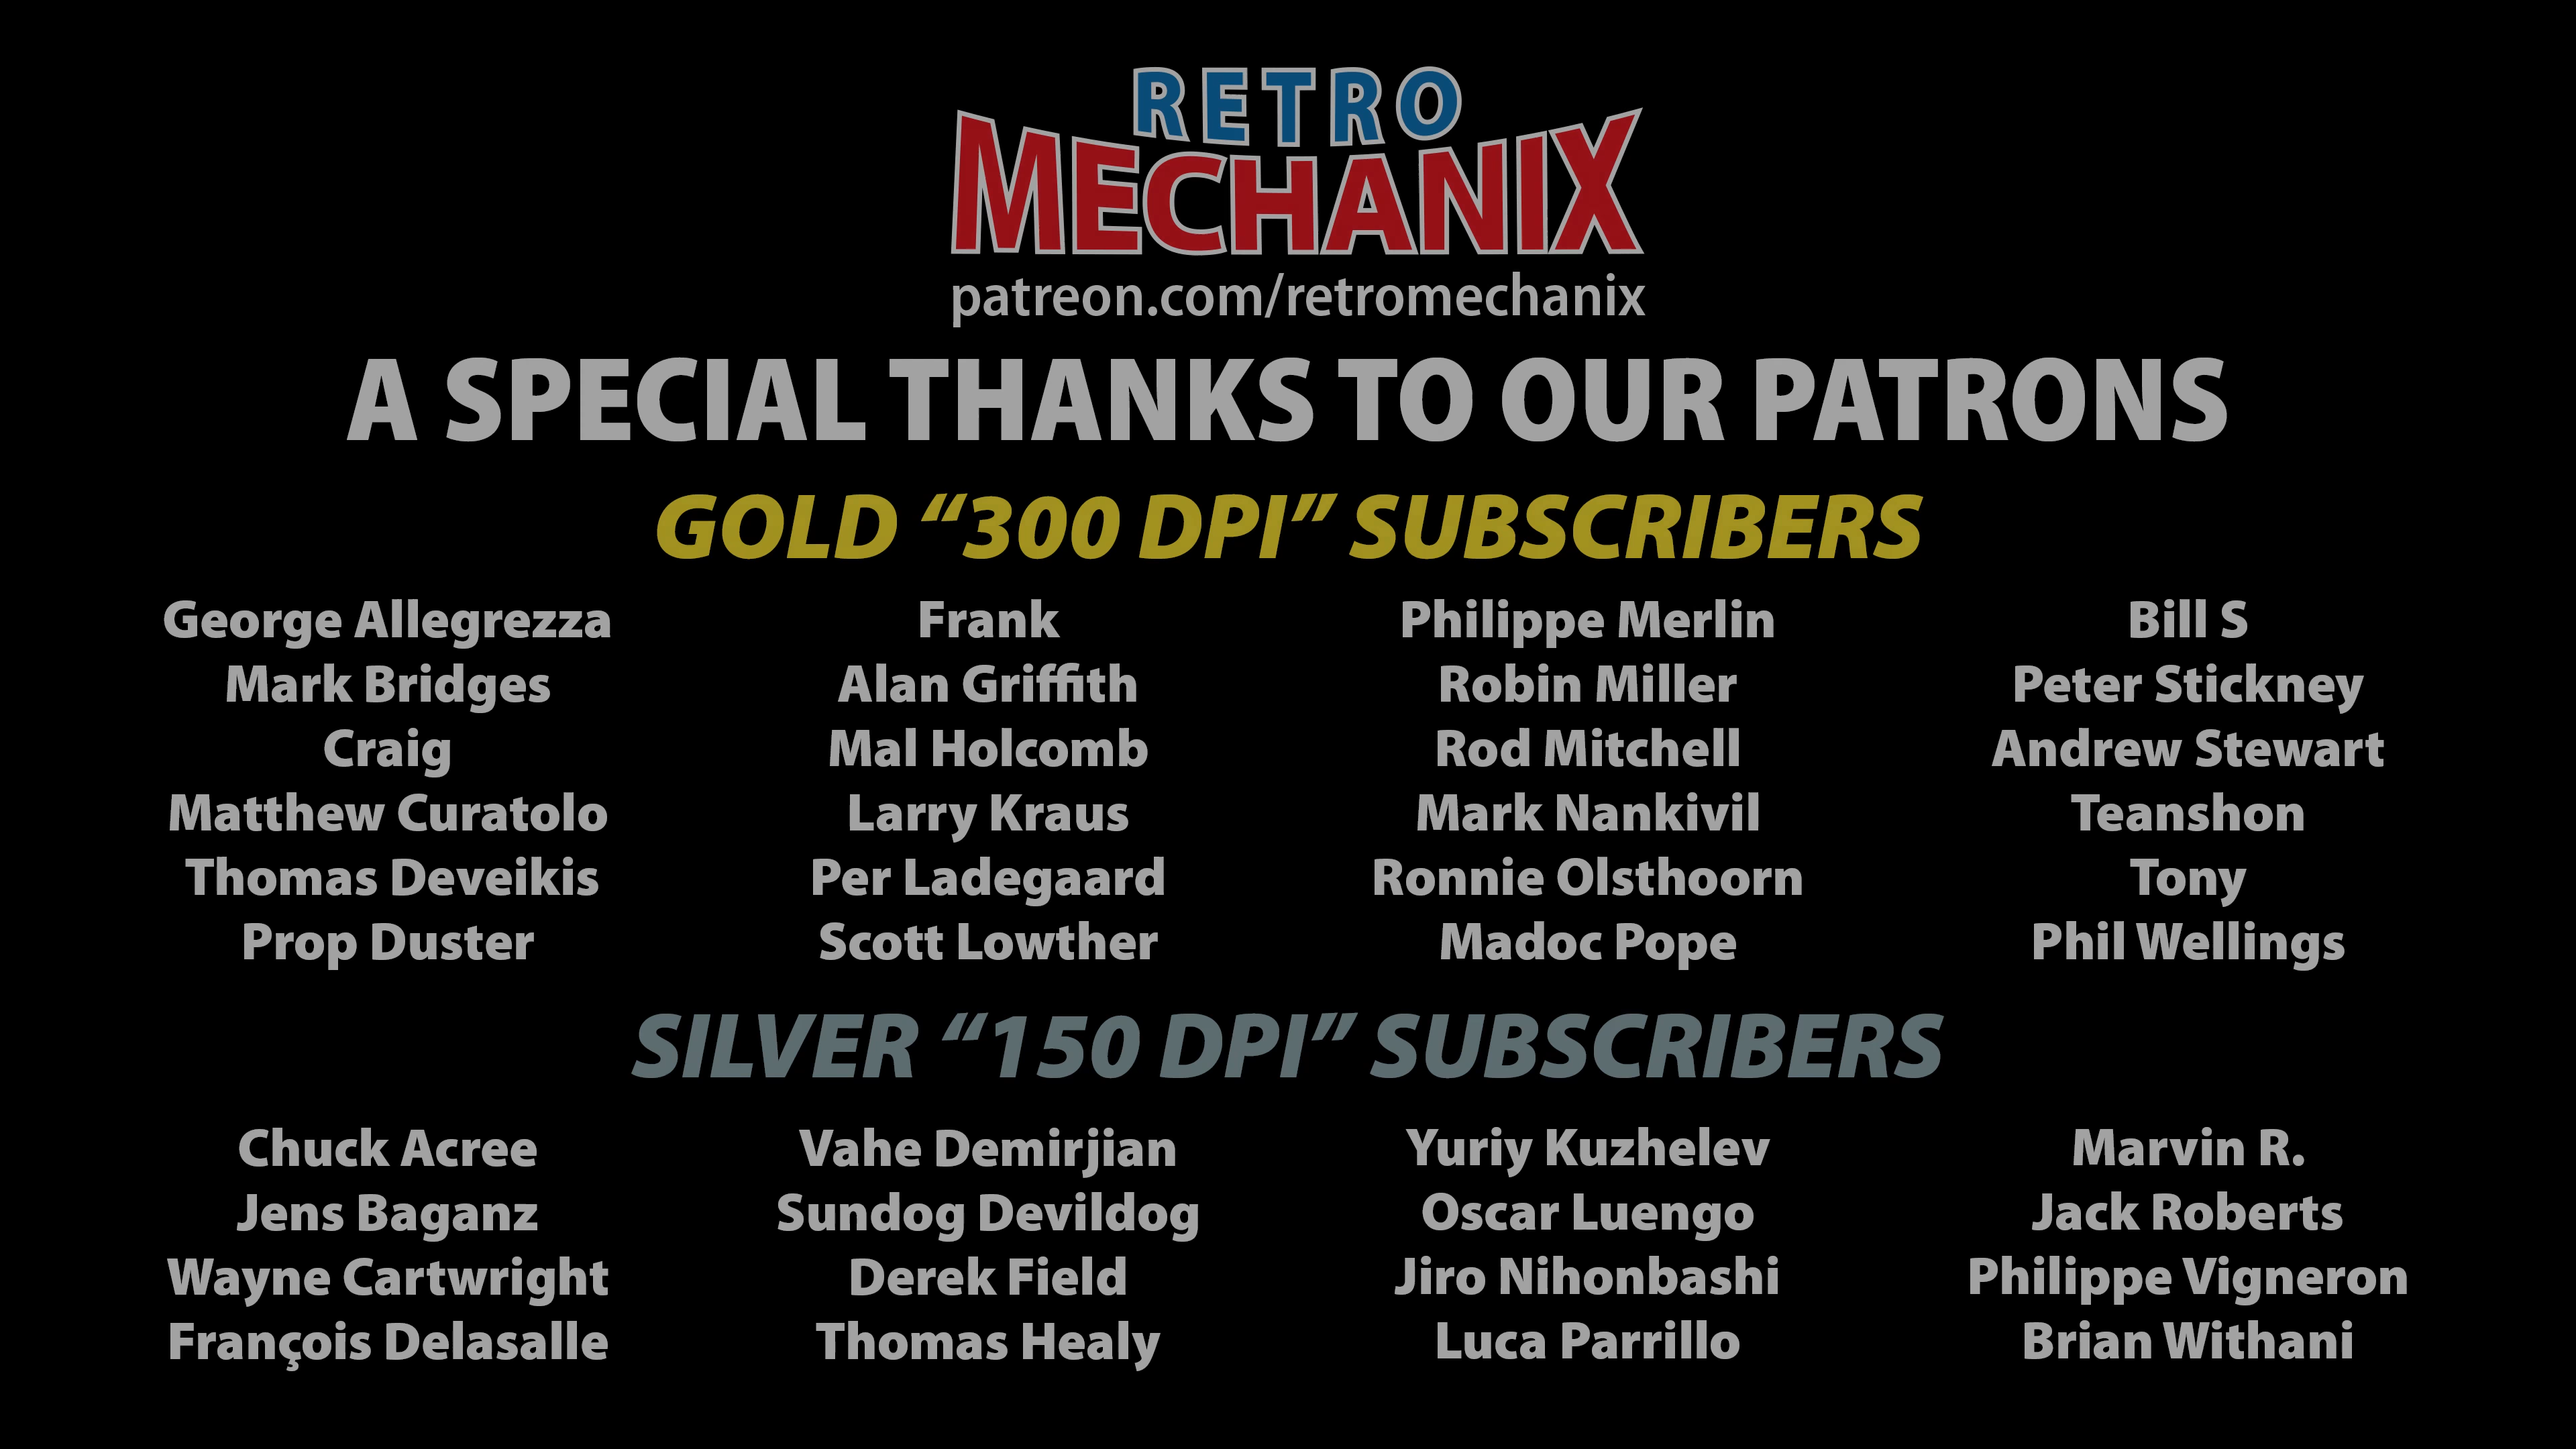 RETRO
MECHANIX
patreon.com/retromechanix
A SPECIAL THANKS TO OUR PATRONS
GOLD “300 DPI” SUBSCRIBERS
George Allegrezza
Mark Bridges
Craig
Matthew Curatolo
Thomas Deveikis
Prop Duster
Frank
Alan Griffith
Mal Holcomb
Larry Kraus
Per Ladegaard
Scott Lowther
Philippe Merlin
Robin Miller
Rod Mitchell
Mark Nankivil
Ronnie Olsthoorn
Madoc Pope
Bill S
Peter Stickney
Andrew Stewart
Teanshon
Tony
Phil Wellings
SILVER “150 DPI” SUBSCRIBERS
Chuck Acree
Jens Baganz
Wayne Cartwright
François Delasalle
Vahe Demirjian
Sundog Devildog
Derek Field
Thomas Healy
Yuriy Kuzhelev
Oscar Luengo
Jiro Nihonbashi
Luca Parrillo
Marvin R.
Jack Roberts
Philippe Vigneron
Brian Withani